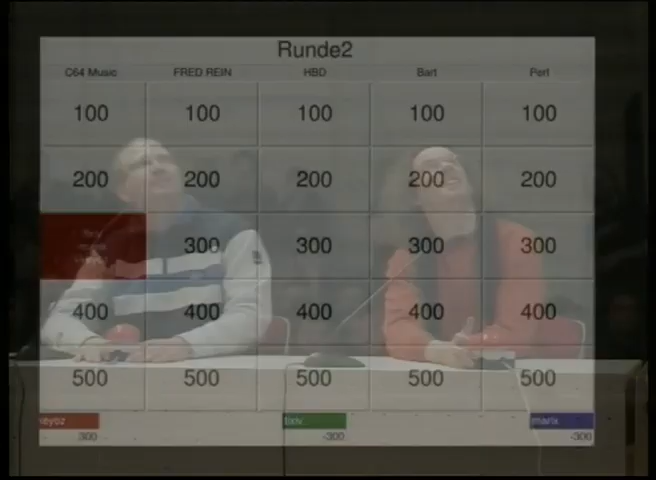 Runde2
C64 Music FRED REIN HBD Bart Perl
100 100 100 100 100
200 200 200 200 200
300 300 300 300
400 400 400 400 400
500 500 500 500 500
300 -300 -300